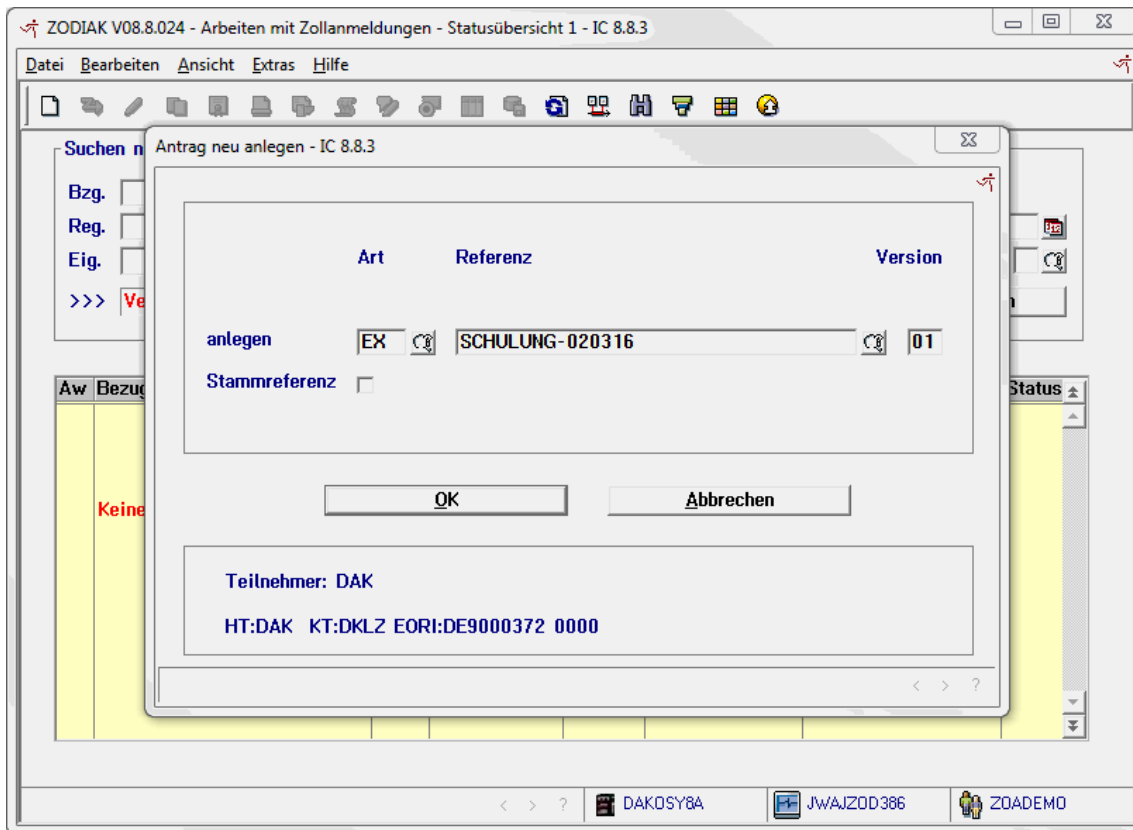 ZODIAK V08.8.024 - Arbeiten mit Zollanmeldungen - Statusübersicht 1 - IC 8.8.3
Datei Bearbeiten Ansicht Extras Hilfe
Suchen n
Antrag neu anlegen - IC 8.8.3
Bzg.
Reg.
Eig.
>>> Ve
Art Referenz Version
anlegen EX SCHULUNG-020316 01
Stammreferenz
Aw Bezug Status
OK Abbrechen
Keine
Teilnehmer: DAK
HT:DAK KT:DKLZ EORI:DE9000372 0000
< > ?
< > ? DAKOSY8A JWAJZOD386 ZOADEMO